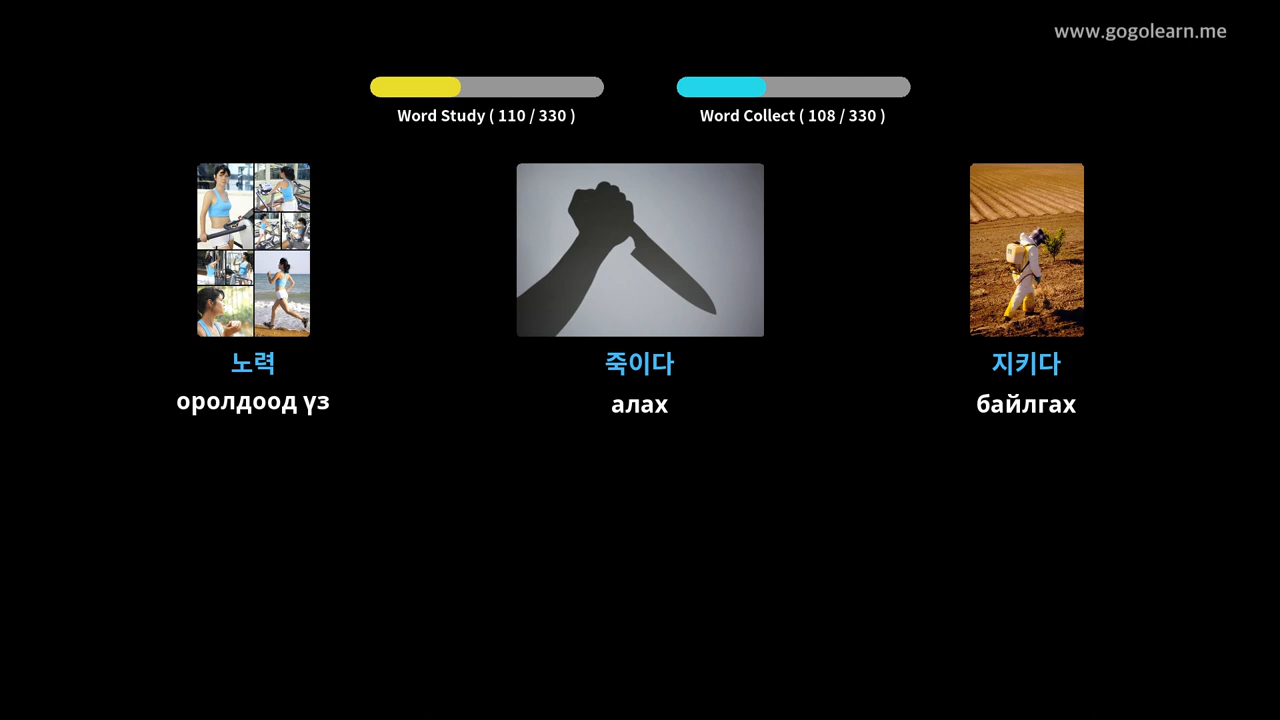 www.gogolearn.me
Word Study ( 110 / 330 )
Word Collect ( 108 / 330 )
노력
죽이다
지키다
оролдоод үз
алах
байлгах